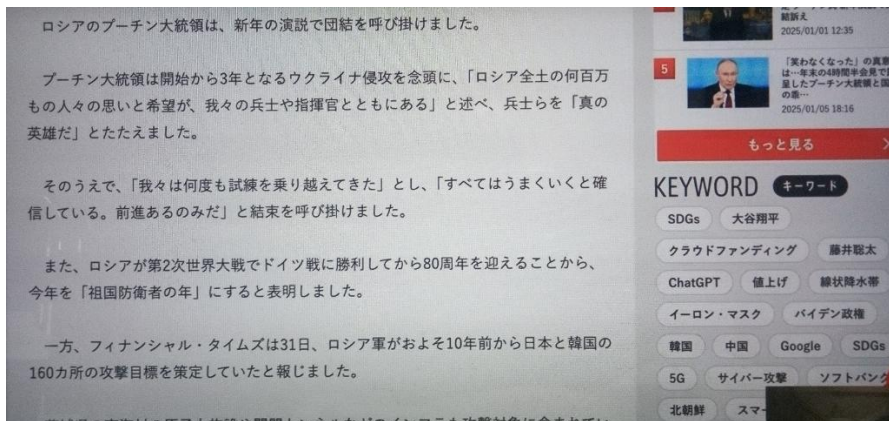 ロシアのプーチン大統領は、新年の演説で団結を呼び掛けました。
プーチン大統領は開始から3年となるウクライナ侵攻を念頭に、「ロシア全土の何百万
もの人々の思いと希望が、我々の兵士や指揮官とともにある」と述べ、兵士らを「真の
英雄だ」とたたえました。
そのうえで、「我々は何度も試練を乗り越えてきた」とし、「すべてはうまくいくと確
信している。前進あるのみだ」と結束を呼び掛けました。
また、ロシアが第2次世界大戦でドイツ戦に勝利してから80周年を迎えることから、
今年を「祖国防衛者の年」にすると表明しました。
一方、フィナンシャル・タイムズは31日、ロシア軍がおよそ10年前から日本と韓国の
160カ所の攻撃目標を策定していたと報じました。
結訴え
2025/01/01 12:35
5
「笑わなくなった」の真意
は…年末の4時間半会見で
呈したプーチン大統領と国
の
2025/01/05 18:16
もっと見る
KEYWORD キーワード
SDGs 大谷翔平
クラウドファンディング 藤井聡太
ChatGPT 値上げ 線状降水帯
イーロン・マスク バイデン政権
韓国 中国 Google SDGs
5G サイバー攻撃 ソフトバンク
北朝鮮 スマー